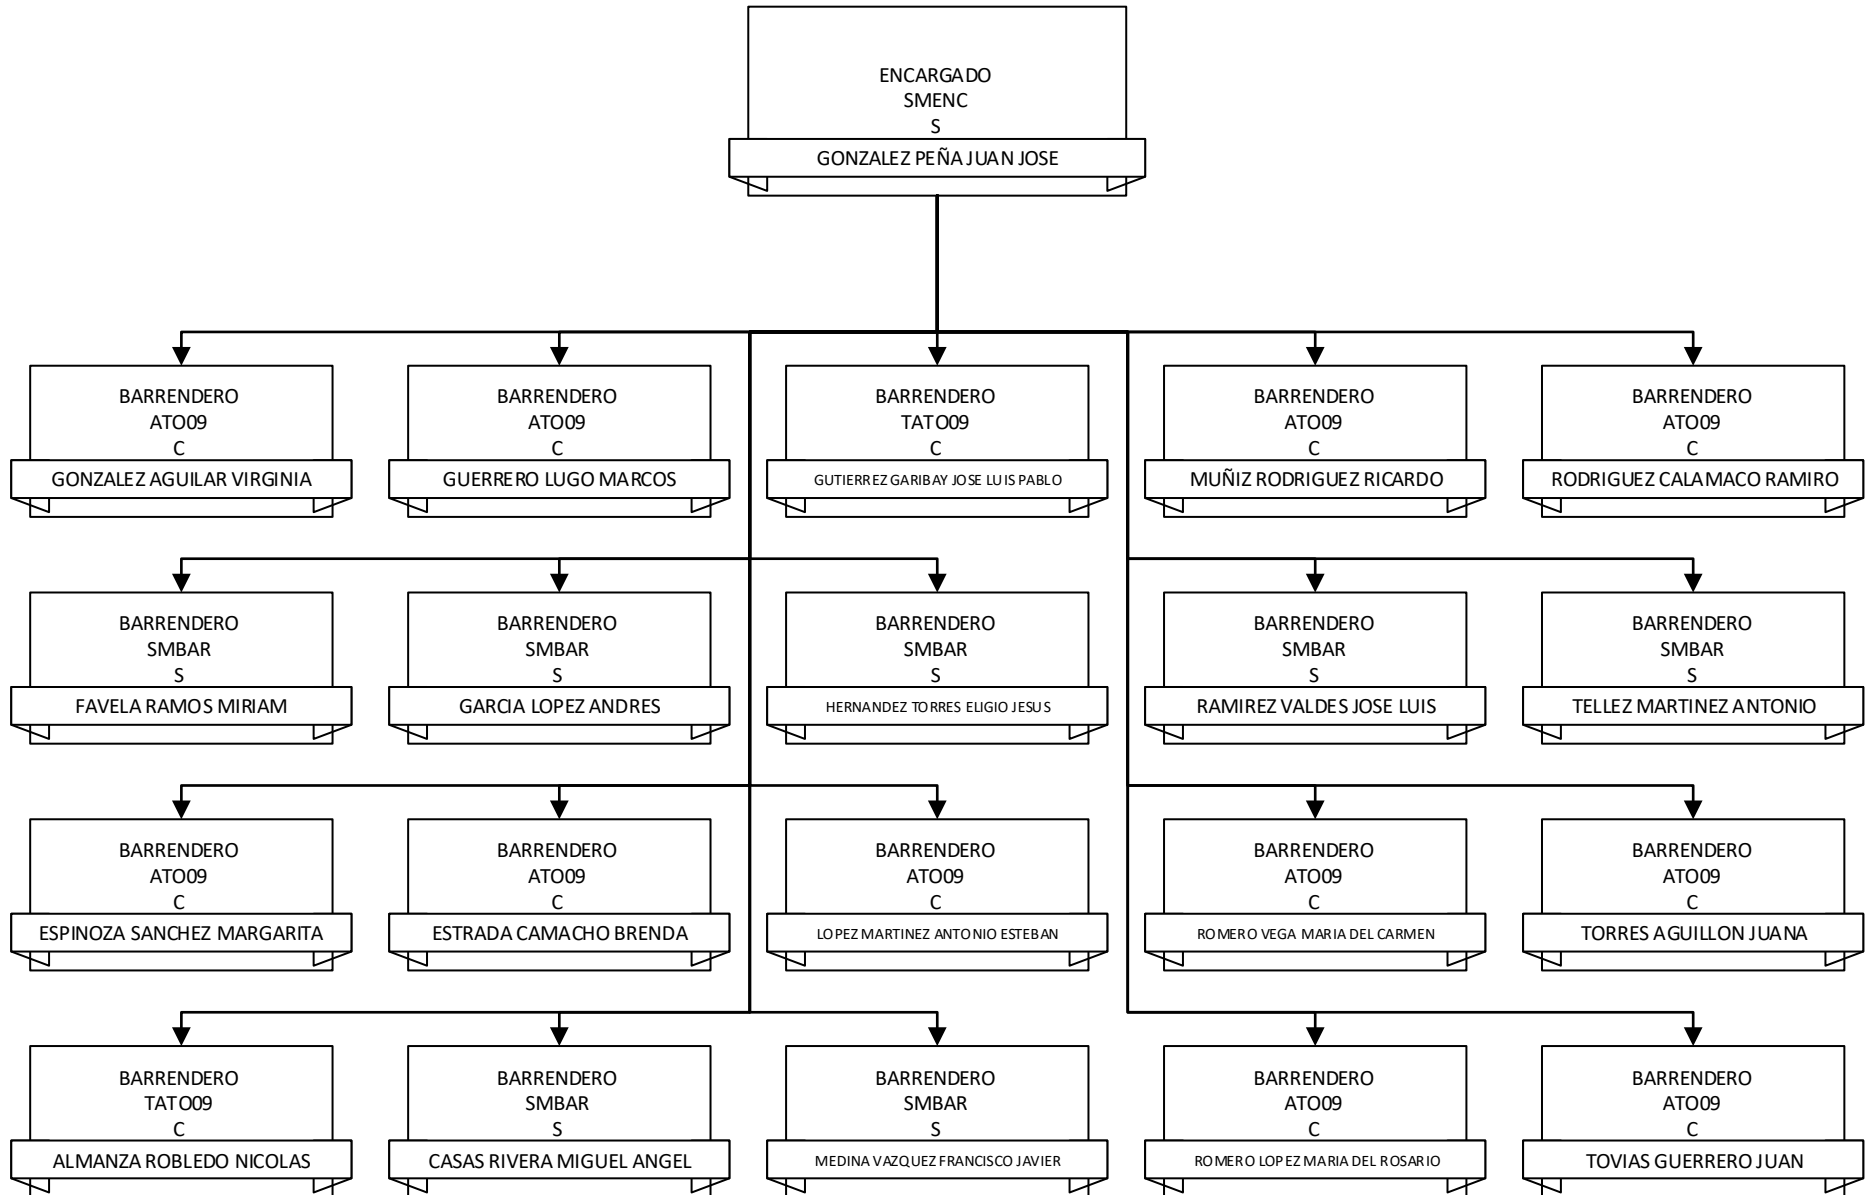 ENCARGADO
SMENC
S
GONZALEZ PEÑA JUAN JOSE
BARRENDERO
ATO09
C
GONZALEZ AGUILAR VIRGINIA
BARRENDERO
ATO09
C
GUERRERO LUGO MARCOS
BARRENDERO
TATO09
C
GUTIERREZ GARIBAY JOSE LUIS PABLO
BARRENDERO
ATO09
C
MUÑIZ RODRIGUEZ RICARDO
BARRENDERO
ATO09
C
RODRIGUEZ CALAMACO RAMIRO
BARRENDERO
SMBAR
S
FAVELA RAMOS MIRIAM
BARRENDERO
SMBAR
S
GARCIA LOPEZ ANDRES
BARRENDERO
SMBAR
S
HERNANDEZ TORRES ELIGIO JESUS
BARRENDERO
SMBAR
S
RAMIREZ VALDES JOSE LUIS
BARRENDERO
SMBAR
S
TELLEZ MARTINEZ ANTONIO
BARRENDERO
ATO09
C
ESPINOZA SANCHEZ MARGARITA
BARRENDERO
ATO09
C
ESTRADA CAMACHO BRENDA
BARRENDERO
ATO09
C
LOPEZ MARTINEZ ANTONIO ESTEBAN
BARRENDERO
ATO09
C
ROMERO VEGA MARIA DEL CARMEN
BARRENDERO
ATO09
C
TORRES AGUILLON JUANA
BARRENDERO
TATO09
C
ALMANZA ROBLEDO NICOLAS
BARRENDERO
SMBAR
S
CASAS RIVERA MIGUEL ANGEL
BARRENDERO
SMBAR
S
MEDINA VAZQUEZ FRANCISCO JAVIER
BARRENDERO
ATO09
C
ROMERO LOPEZ MARIA DEL ROSARIO
BARRENDERO
ATO09
C
TOVIAS GUERRERO JUAN